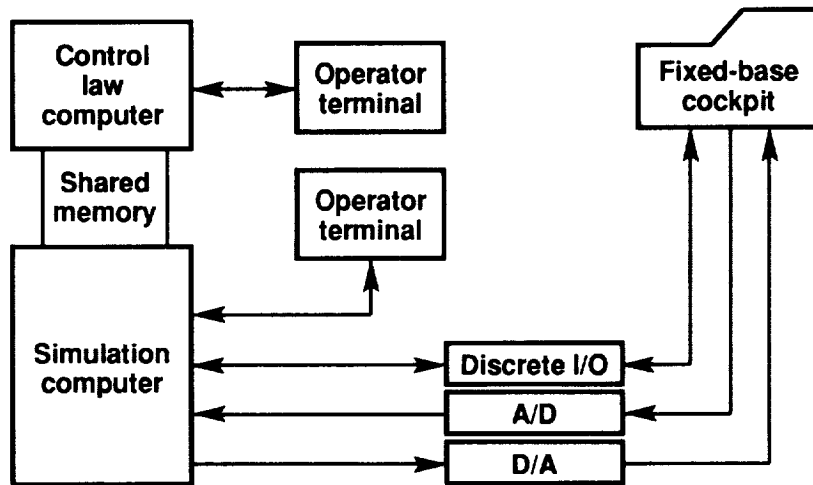 Control
law
computer
Operator
terminal
Fixed-base
cockpit
Shared
memory
Operator
terminal
Simulation
computer
Discrete I/O
A/D
D/A